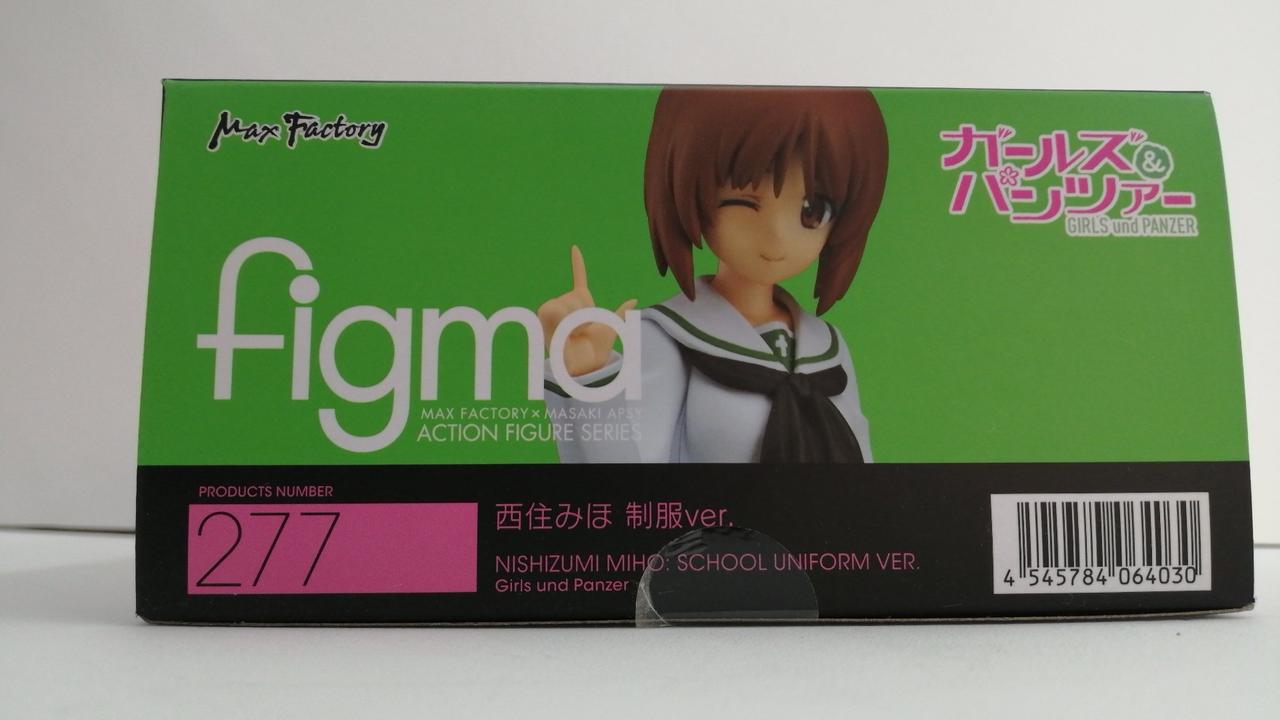 Max Factory
ガールズ&
パンツァー
GIRLS und PANZER
figma
MAX FACTORY × MASAKI APSY
ACTION FIGURE SERIES
PRODUCTS NUMBER
277
西住みほ 制服ver.
NISHIZUMI MIHO: SCHOOL UNIFORM VER.
Girls und Panzer
4 545784 064030